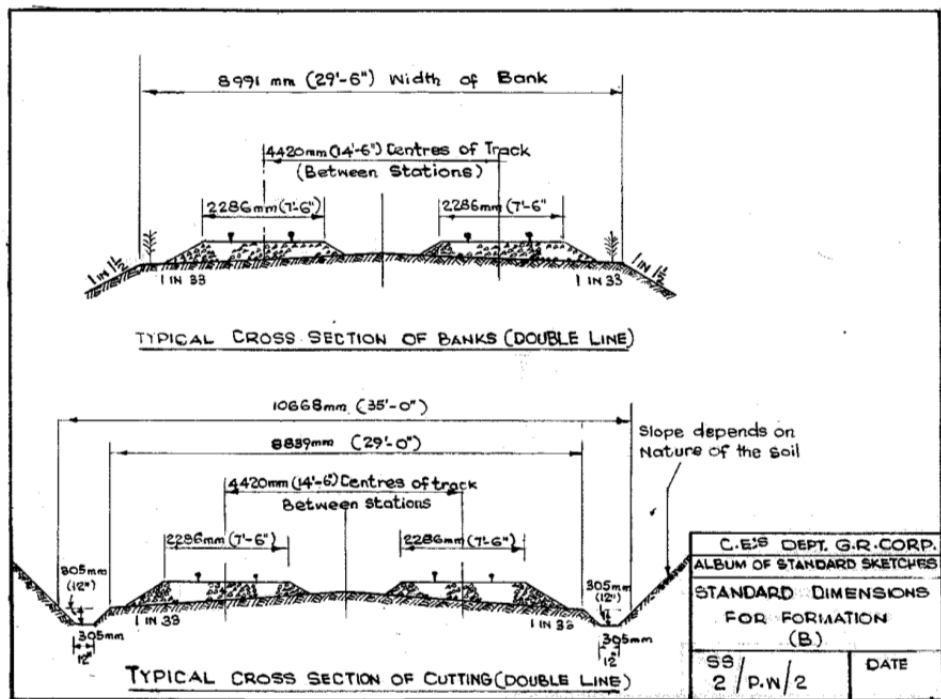 8991 mm (29'-6") Width of Bank
4420mm (14'-6") Centres of Track
(Between Stations)
2286mm (7'-6")
2286mm (7'-6"
1 IN 1½
1 IN 1½
1 IN 33
1 IN 33
TYPICAL CROSS SECTION OF BANKS (DOUBLE LINE)
10668mm (35'-0")
8839mm (29'-0")
Slope depends on
Nature of the soil
4420mm (14'-6) Centres of track
Between Stations
2286mm (7'-6")
2286mm (7'-6")
305mm
(12")
305mm
(12")
1 IN 33
1 IN 33
305mm
12"
305mm
12"
TYPICAL CROSS SECTION OF CUTTING (DOUBLE LINE)
C.E'S DEPT. G.R. CORP.
ALBUM OF STANDARD SKETCHES
STANDARD DIMENSIONS
FOR FORMATION
(B)
SS
2 / P.W / 2
DATE